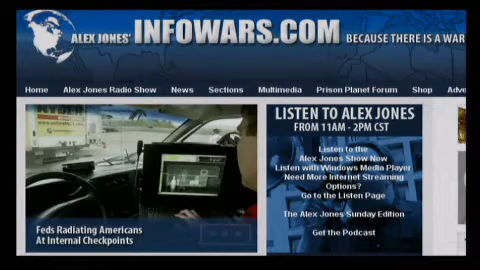 ALEX JONES' INFOWARS.COM BECAUSE THERE IS A WAR
Home Alex Jones Radio Show News Sections Multimedia Prison Planet Forum Shop Adve
RYDER
LISTEN TO ALEX JONES
FROM 11AM - 2PM CST
Listen to the
Alex Jones Show Now
Listen with Windows Media Player
Need More Internet Streaming
Options?
Go to the Listen Page
The Alex Jones Sunday Edition
Get the Podcast
Feds Radiating Americans
At Internal Checkpoints